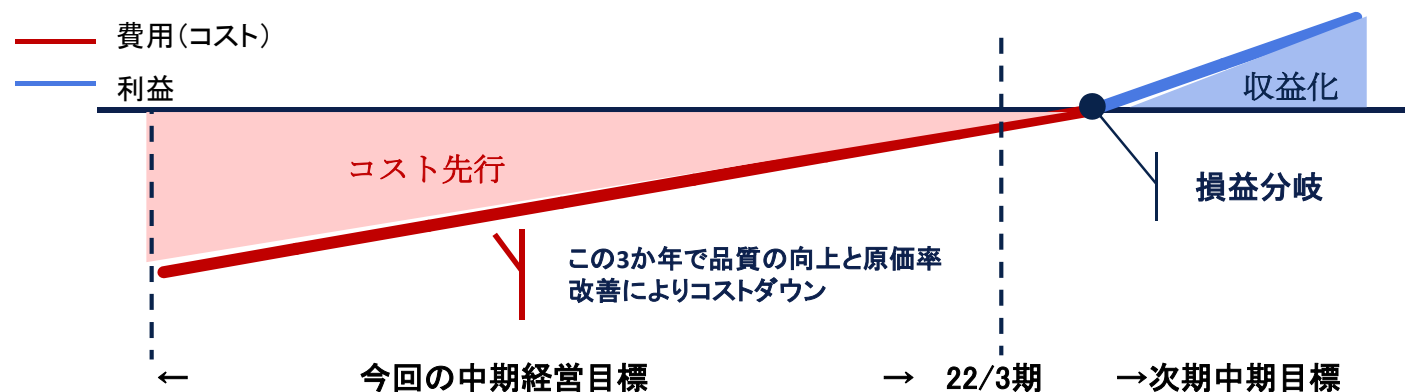 費用（コスト）
利益
収益化
コスト先行
損益分岐
この3か年で品質の向上と原価率
改善によりコストダウン
← 今回の中期経営目標 → 22/3期 →次期中期目標